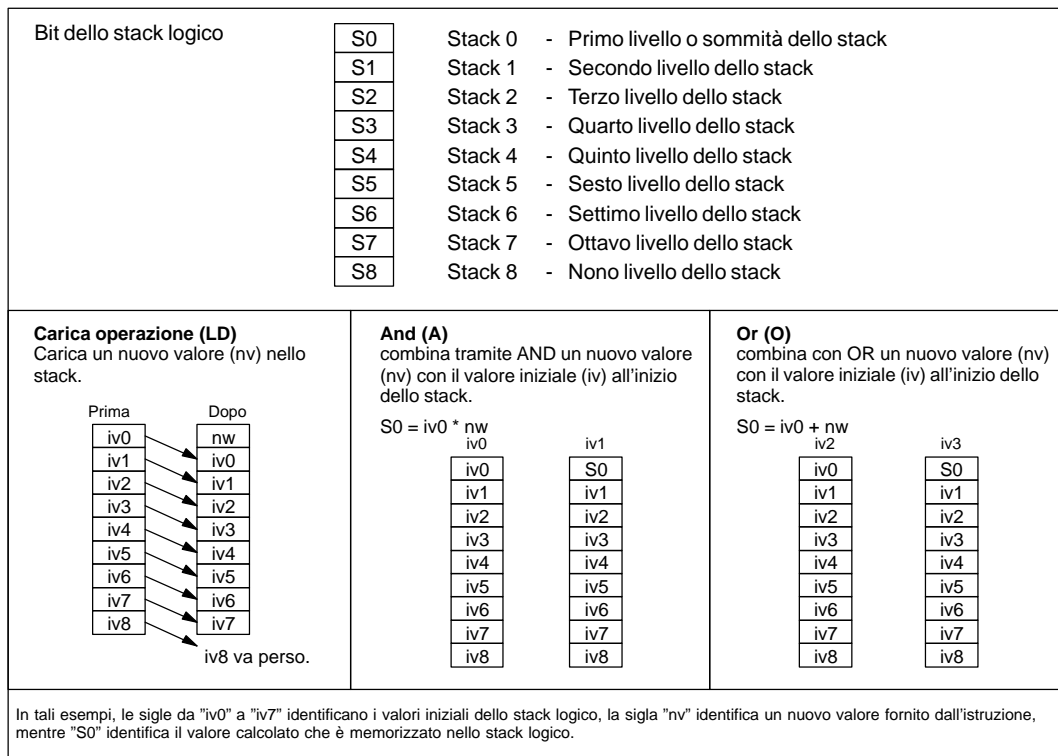 Bit dello stack logico
S0 Stack 0 - Primo livello o sommità dello stack
S1 Stack 1 - Secondo livello dello stack
S2 Stack 2 - Terzo livello dello stack
S3 Stack 3 - Quarto livello dello stack
S4 Stack 4 - Quinto livello dello stack
S5 Stack 5 - Sesto livello dello stack
S6 Stack 6 - Settimo livello dello stack
S7 Stack 7 - Ottavo livello dello stack
S8 Stack 8 - Nono livello dello stack
Carica operazione (LD)
Carica un nuovo valore (nv) nello
stack.
Prima Dopo
iv0 nw
iv1 iv0
iv2 iv1
iv3 iv2
iv4 iv3
iv5 iv4
iv6 iv5
iv7 iv6
iv8 iv7
iv8 va perso.
And (A)
combina tramite AND un nuovo valore
(nv) con il valore iniziale (iv) all'inizio
dello stack.
S0 = iv0 * nw
iv0 iv1
iv0 S0
iv1 iv1
iv2 iv2
iv3 iv3
iv4 iv4
iv5 iv5
iv6 iv6
iv7 iv7
iv8 iv8
Or (O)
combina con OR un nuovo valore (nv)
con il valore iniziale (iv) all'inizio dello
stack.
S0 = iv0 + nw
iv2 iv3
iv0 S0
iv1 iv1
iv2 iv2
iv3 iv3
iv4 iv4
iv5 iv5
iv6 iv6
iv7 iv7
iv8 iv8
In tali esempi, le sigle da ”iv0” a ”iv7” identificano i valori iniziali dello stack logico, la sigla ”nv” identifica un nuovo valore fornito dall'istruzione,
mentre ”S0” identifica il valore calcolato che è memorizzato nello stack logico.